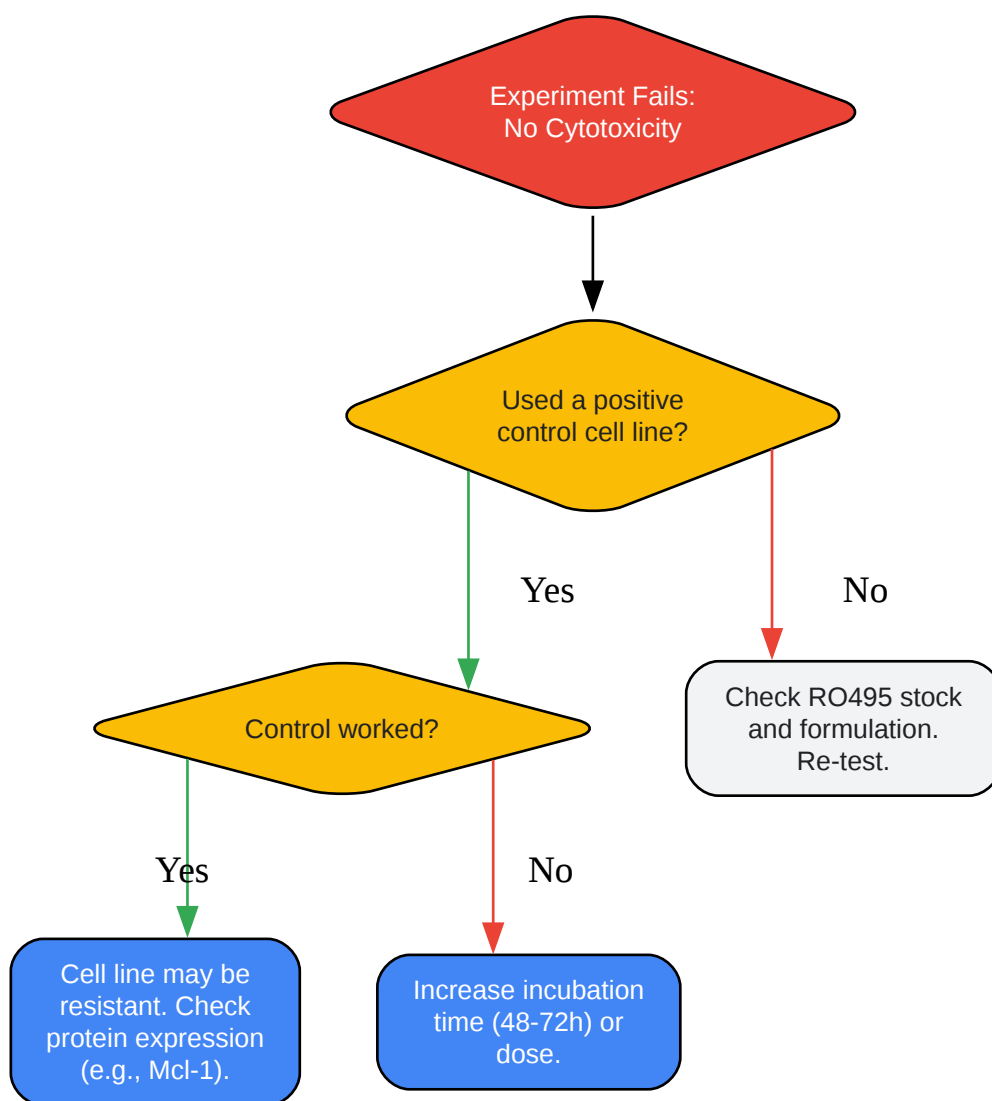 Experiment Fails:
No Cytotoxicity
Used a positive
control cell line?
Yes
No
Control worked?
Check RO495 stock
and formulation.
Re-test.
Yes
No
Cell line may be
resistant. Check
protein expression
(e.g., Mcl-1).
Increase incubation
time (48-72h) or
dose.